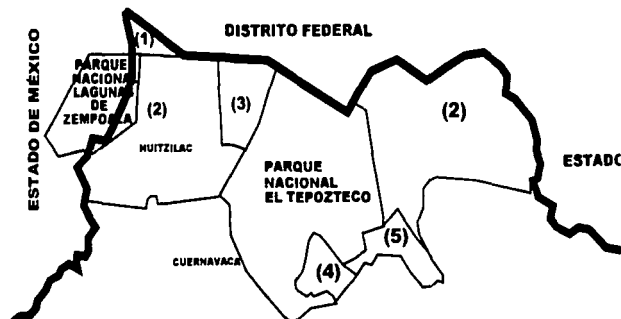 DISTRITO FEDERAL
(1)
ESTADO DE MÉXICO
PARQUE
NACIONAL
LAGUNAS
DE
ZEMPOALA
(2)
(3)
(2)
HUITZILAC
PARQUE
NACIONAL
EL TEPOZTECO
ESTADO
(5)
CUERNAVACA
(4)